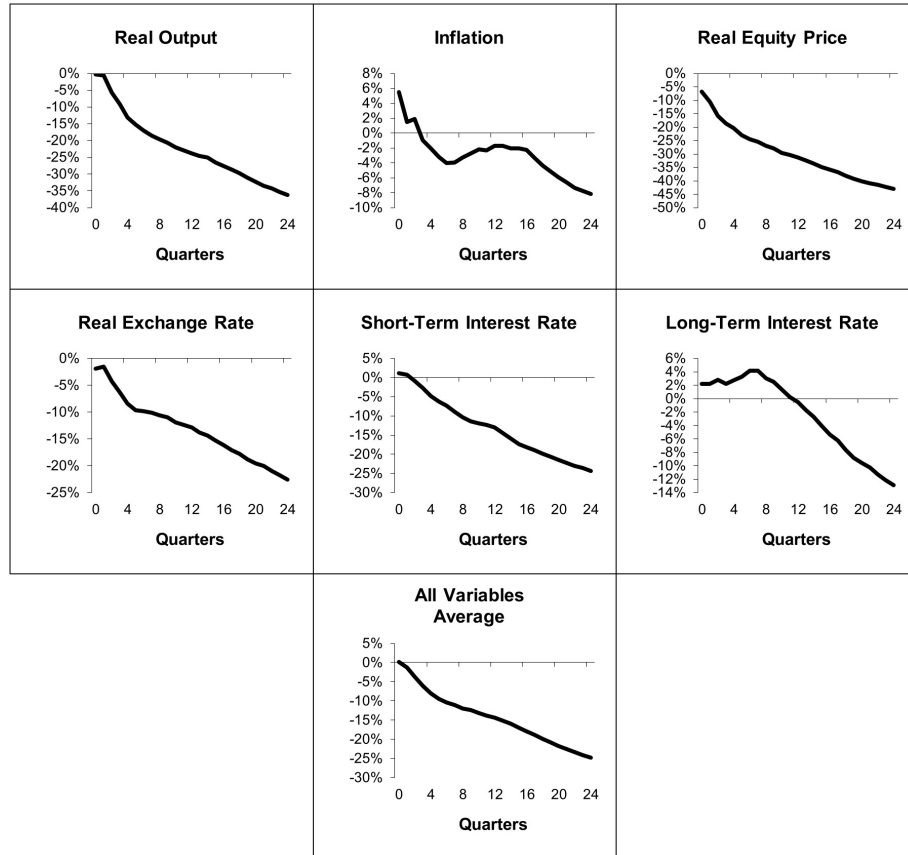 Real Output
0%
-5%
-10%
-15%
-20%
-25%
-30%
-35%
-40%
0 4 8 12 16 20 24
Quarters
Inflation
8%
6%
4%
2%
0%
-2%
-4%
-6%
-8%
-10%
0 4 8 12 16 20 24
Quarters
Real Equity Price
0%
-5%
-10%
-15%
-20%
-25%
-30%
-35%
-40%
-45%
-50%
0 4 8 12 16 20 24
Quarters
Real Exchange Rate
0%
-5%
-10%
-15%
-20%
-25%
0 4 8 12 16 20 24
Quarters
Short-Term Interest Rate
5%
0%
-5%
-10%
-15%
-20%
-25%
-30%
0 4 8 12 16 20 24
Quarters
Long-Term Interest Rate
6%
4%
2%
0%
-2%
-4%
-6%
-8%
-10%
-12%
-14%
0 4 8 12 16 20 24
Quarters
All Variables
Average
5%
0%
-5%
-10%
-15%
-20%
-25%
-30%
0 4 8 12 16 20 24
Quarters